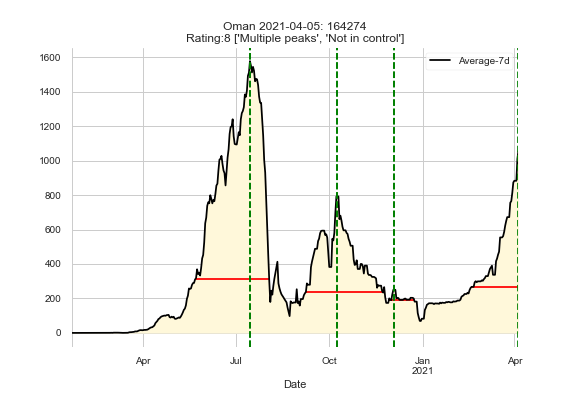 Oman 2021-04-05: 164274
Rating:8 ['Multiple peaks', 'Not in control']
Average-7d
1600
1400
1200
1000
800
600
400
200
0
Apr
Jul
Oct
Jan
2021
Apr
Date